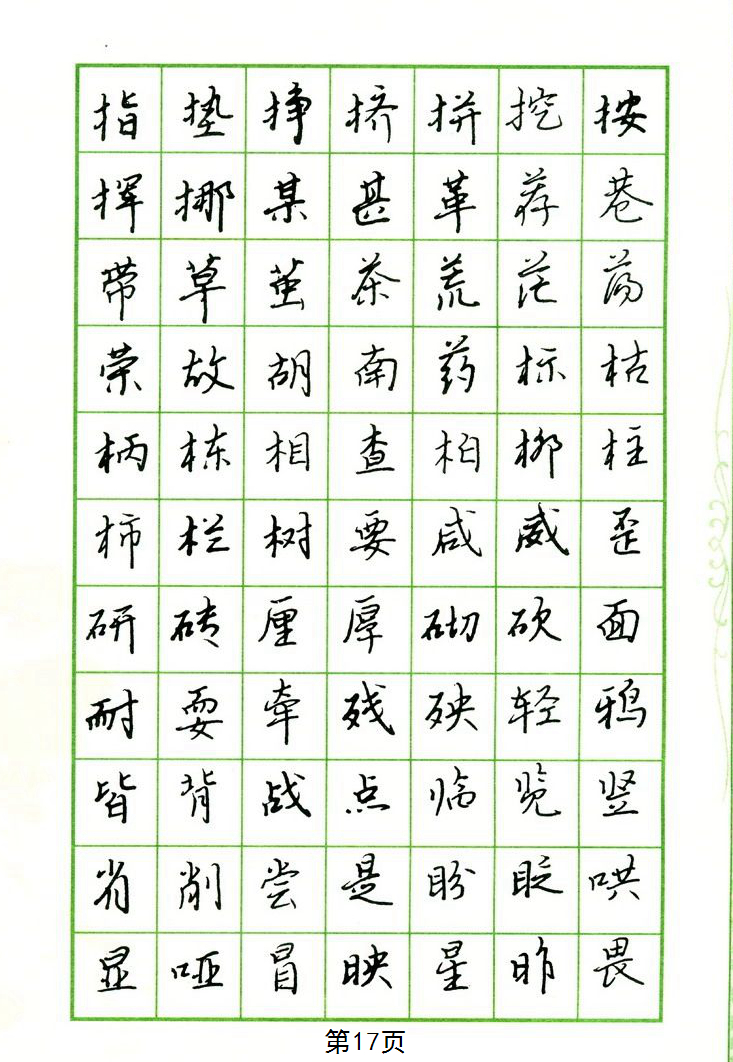 指垫挣挤拼挖按
挥挪某甚革荐巷
带草茧茶荒茫荡
荣故胡南药标枯
柄栋相查柏柳柱
柿栏树要咸威歪
研砖厘厚砌砍面
耐耍牵残殃轻鸦
皆背战点临览竖
省削尝是盼眨哄
显哑冒映星昨畏
第17页